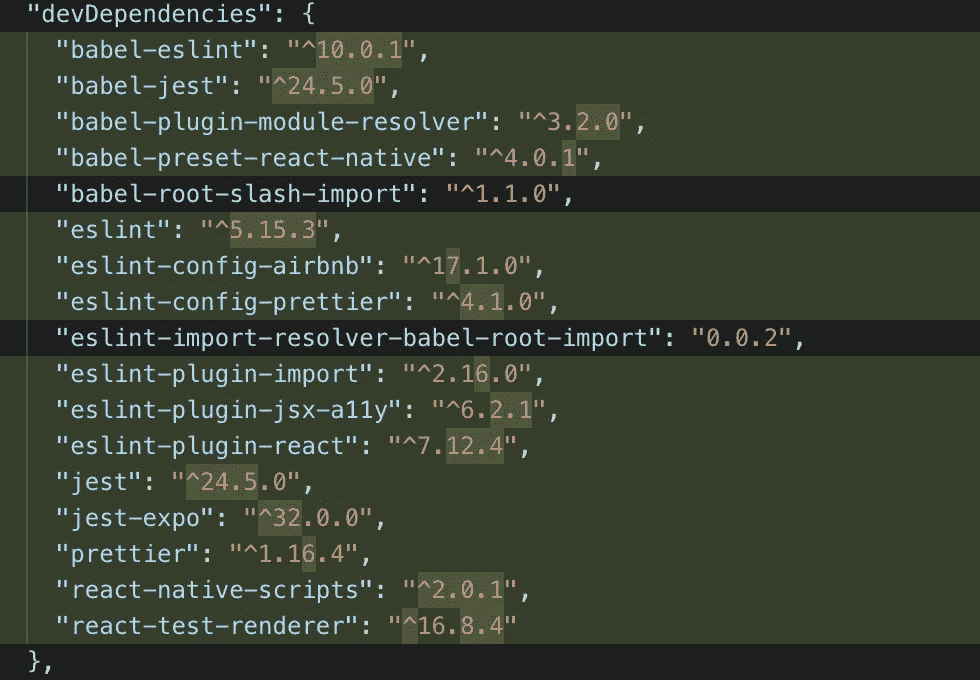 "devDependencies": {
"babel-eslint": "^10.0.1",
"babel-jest": "^24.5.0",
"babel-plugin-module-resolver": "^3.2.0",
"babel-preset-react-native": "^4.0.1",
"babel-root-slash-import": "^1.1.0",
"eslint": "^5.15.3",
"eslint-config-airbnb": "^17.1.0",
"eslint-config-prettier": "^4.1.0",
"eslint-import-resolver-babel-root-import": "0.0.2",
"eslint-plugin-import": "^2.16.0",
"eslint-plugin-jsx-a11y": "^6.2.1",
"eslint-plugin-react": "^7.12.4",
"jest": "^24.5.0",
"jest-expo": "^32.0.0",
"prettier": "^1.16.4",
"react-native-scripts": "^2.0.1",
"react-test-renderer": "^16.8.4"
},